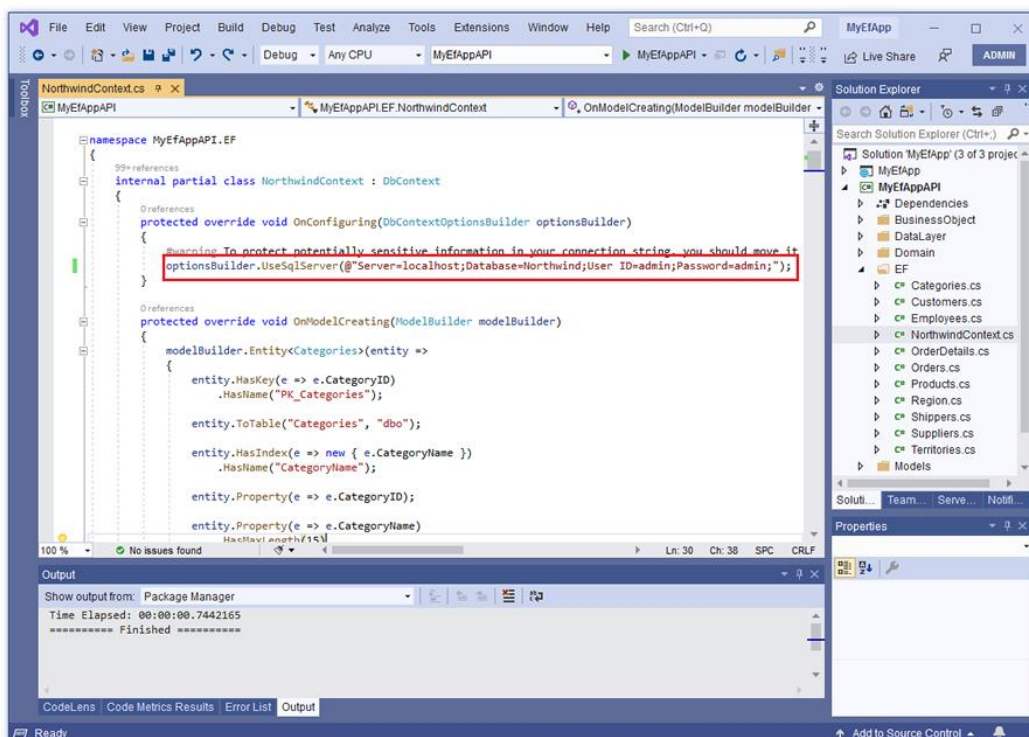 File Edit View Project Build Debug Test Analyze Tools Extensions Window Help Search (Ctrl+Q) MyEfApp
Debug Any CPU MyEfAppAPI MyEfAppAPI Live Share ADMIN
Toolbox
NorthwindContext.cs
MyEfAppAPI MyEfAppAPI.EF.NorthwindContext OnModelCreating(ModelBuilder modelBuilder
namespace MyEfAppAPI.EF
{
99+references
internal partial class NorthwindContext : DbContext
{
0 references
protected override void OnConfiguring(DbContextOptionsBuilder optionsBuilder)
{
#warning To protect potentially sensitive information in your connection string, you should move it
optionsBuilder.UseSqlServer(@"Server=localhost;Database=Northwind;User ID=admin;Password=admin;");
}
0 references
protected override void OnModelCreating(ModelBuilder modelBuilder)
{
modelBuilder.Entity<Categories>(entity =>
{
entity.HasKey(e => e.CategoryID)
.HasName("PK_Categories");
entity.ToTable("Categories", "dbo");
entity.HasIndex(e => new { e.CategoryName })
.HasName("CategoryName");
entity.Property(e => e.CategoryID);
entity.Property(e => e.CategoryName)
.HasMaxLength(15)
100 % No issues found Ln: 30 Ch: 38 SPC CRLF
Output
Show output from: Package Manager
Time Elapsed: 00:00:00.7442165
========== Finished ==========
CodeLens Code Metrics Results Error List Output
Solution Explorer
Search Solution Explorer (Ctrl+;)
Solution 'MyEfApp' (3 of 3 projec
MyEfApp
MyEfAppAPI
Dependencies
BusinessObject
DataLayer
Domain
EF
C# Categories.cs
C# Customers.cs
C# Employees.cs
C# NorthwindContext.cs
C# OrderDetails.cs
C# Orders.cs
C# Products.cs
C# Region.cs
C# Shippers.cs
C# Suppliers.cs
C# Territories.cs
Models
Soluti... Team... Serve... Notifi...
Properties
Ready Add to Source Control